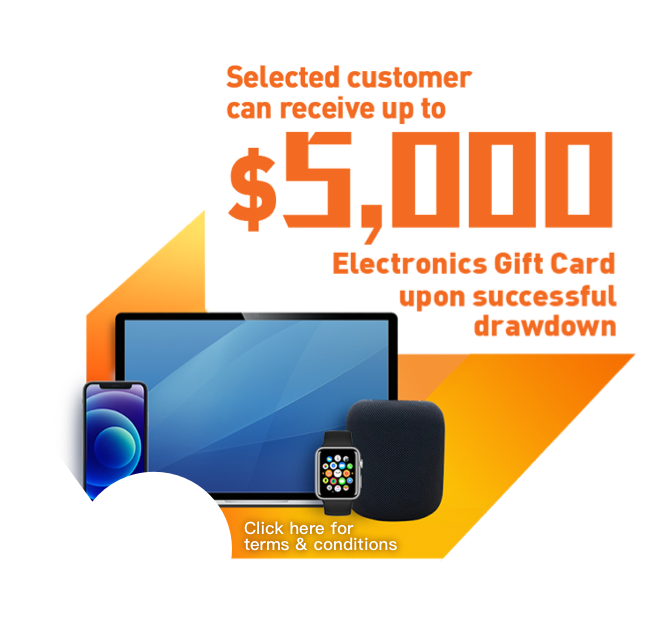 Selected customer
can receive up to
$5,000
Electronics Gift Card
upon successful
drawdown
Click here for
terms & conditions